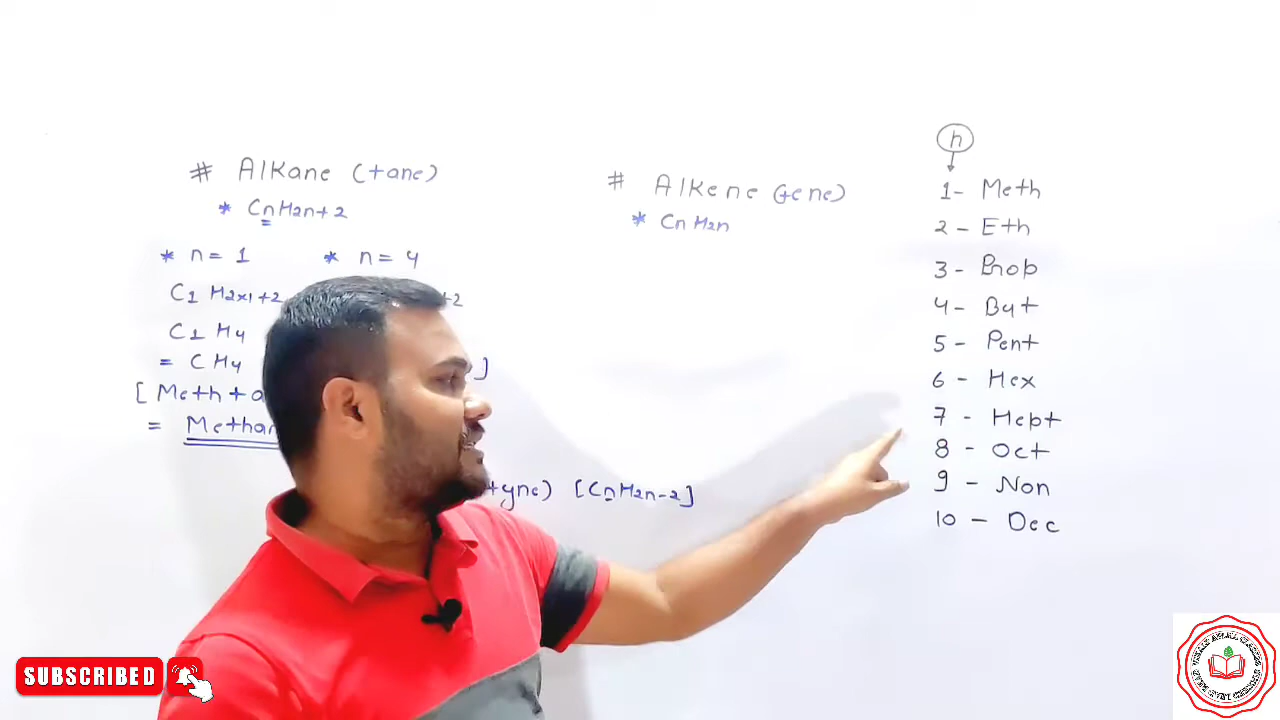 # Alkane (+ane)
* CnH2n+2
* n = 1 * n = 4
C1 H2x1+2 +2
C1 H4
= CH4 ]
[ Meth + a
= Methan
# Alkene (+ene)
* CnH2n
+yne) [CnH2n-2]
n
1 - Meth
2 - Eth
3 - Prop
4 - But
5 - Pent
6 - Hex
7 - Hept
8 - Oct
9 - Non
10 - Dec
SUBSCRIBED